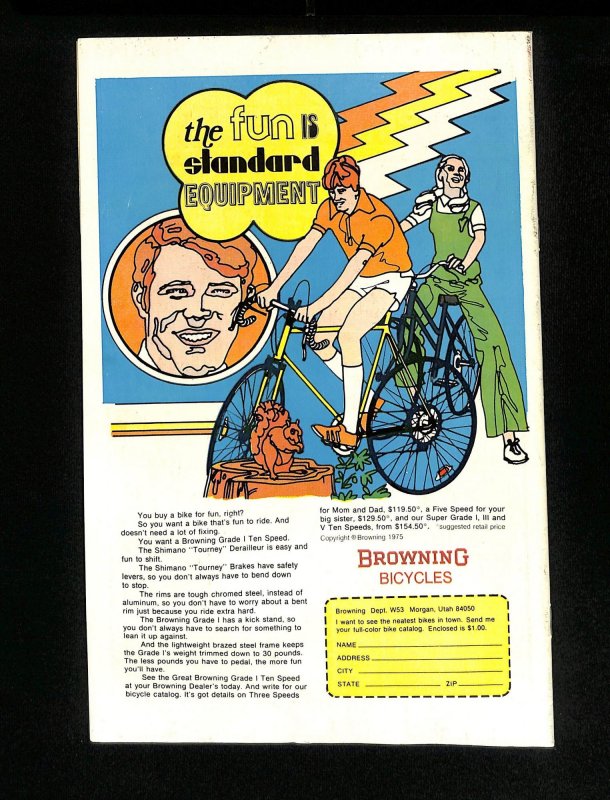 the fun IS
standard
EQUIPMENT
You buy a bike for fun, right?
So you want a bike that's fun to ride. And
doesn't need a lot of fixing.
You want a Browning Grade I Ten Speed.
The Shimano "Tourney" Derailleur is easy and
fun to shift.
The Shimano "Tourney" Brakes have safety
levers, so you don't always have to bend down
to stop.
The rims are tough chromed steel, instead of
aluminum, so you don't have to worry about a bent
rim just because you ride extra hard.
The Browning Grade I has a kick stand, so
you don't always have to search for something to
lean it up against.
And the lightweight brazed steel frame keeps
the Grade I's weight trimmed down to 30 pounds.
The less pounds you have to pedal, the more fun
you'll have.
See the Great Browning Grade I Ten Speed
at your Browning Dealer's today. And write for our
bicycle catalog. It's got details on Three Speeds
for Mom and Dad, $119.50*, a Five Speed for your
big sister, $129.50*, and our Super Grade I, III and
V Ten Speeds, from $154.50*. *suggested retail price
Copyright © Browning 1975
BROWNING
BICYCLES
Browning Dept. W53 Morgan, Utah 84050
I want to see the neatest bikes in town. Send me
your full-color bike catalog. Enclosed is $1.00.
NAME
ADDRESS
CITY
STATE ZIP